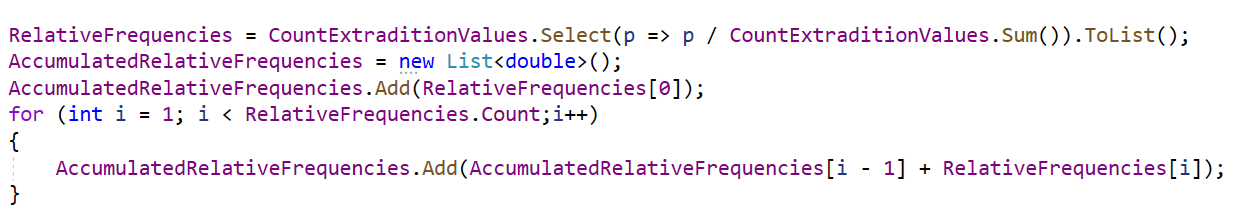 RelativeFrequencies = CountExtraditionValues.Select(p => p / CountExtraditionValues.Sum()).ToList();
AccumulatedRelativeFrequencies = new List<double>();
AccumulatedRelativeFrequencies.Add(RelativeFrequencies[0]);
for (int i = 1; i < RelativeFrequencies.Count;i++)
{
    AccumulatedRelativeFrequencies.Add(AccumulatedRelativeFrequencies[i - 1] + RelativeFrequencies[i]);
}